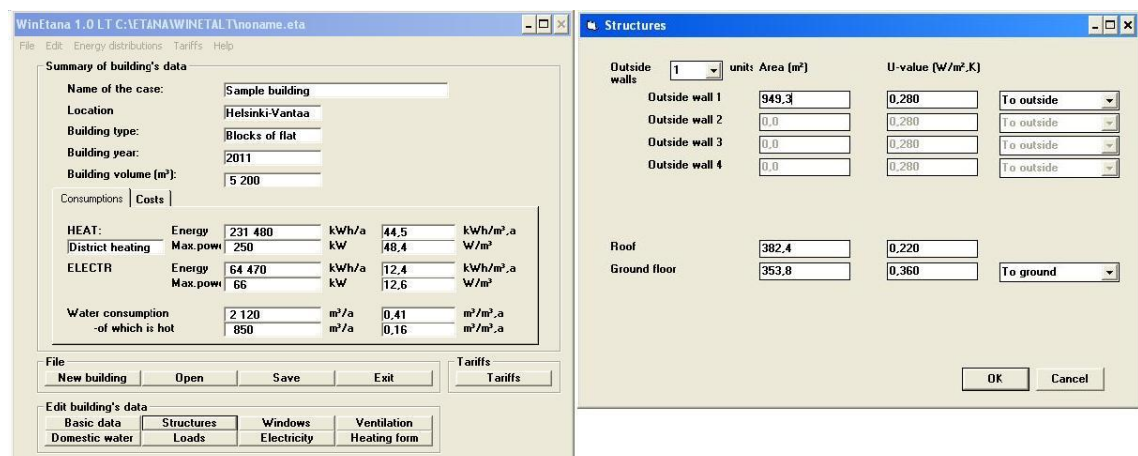 WinEtana 1.0 LT C:\ETANA\WINETALT\noname.eta
File Edit Energy distributions Tariffs Help
Summary of building's data
Name of the case: Sample building
Location Helsinki-Vantaa
Building type: Blocks of flat
Building year: 2011
Building volume (m³): 5 200
Consumptions Costs
HEAT: Energy 231 480 kWh/a 44,5 kWh/m³,a
District heating Max.powe 250 kW 48,4 W/m³
ELECTR Energy 64 470 kWh/a 12,4 kWh/m³,a
Max.powe 66 kW 12,6 W/m³
Water consumption 2 120 m³/a 0,41 m³/m³,a
-of which is hot 850 m³/a 0,16 m³/m³,a
File
New building Open Save Exit
Tariffs
Tariffs
Edit building's data
Basic data Structures Windows Ventilation
Domestic water Loads Electricity Heating form
Structures
Outside walls 1 units Area (m²) U-value (W/m²,K)
Outside wall 1 949,3 0,280 To outside
Outside wall 2 0,0 0,280 To outside
Outside wall 3 0,0 0,280 To outside
Outside wall 4 0,0 0,280 To outside
Roof 382,4 0,220
Ground floor 353,8 0,360 To ground
OK Cancel